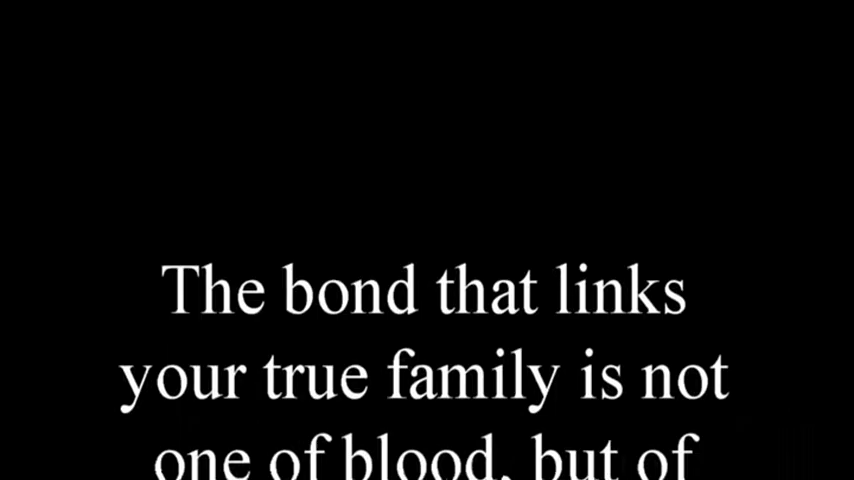 The bond that links
your true family is not
one of blood, but of